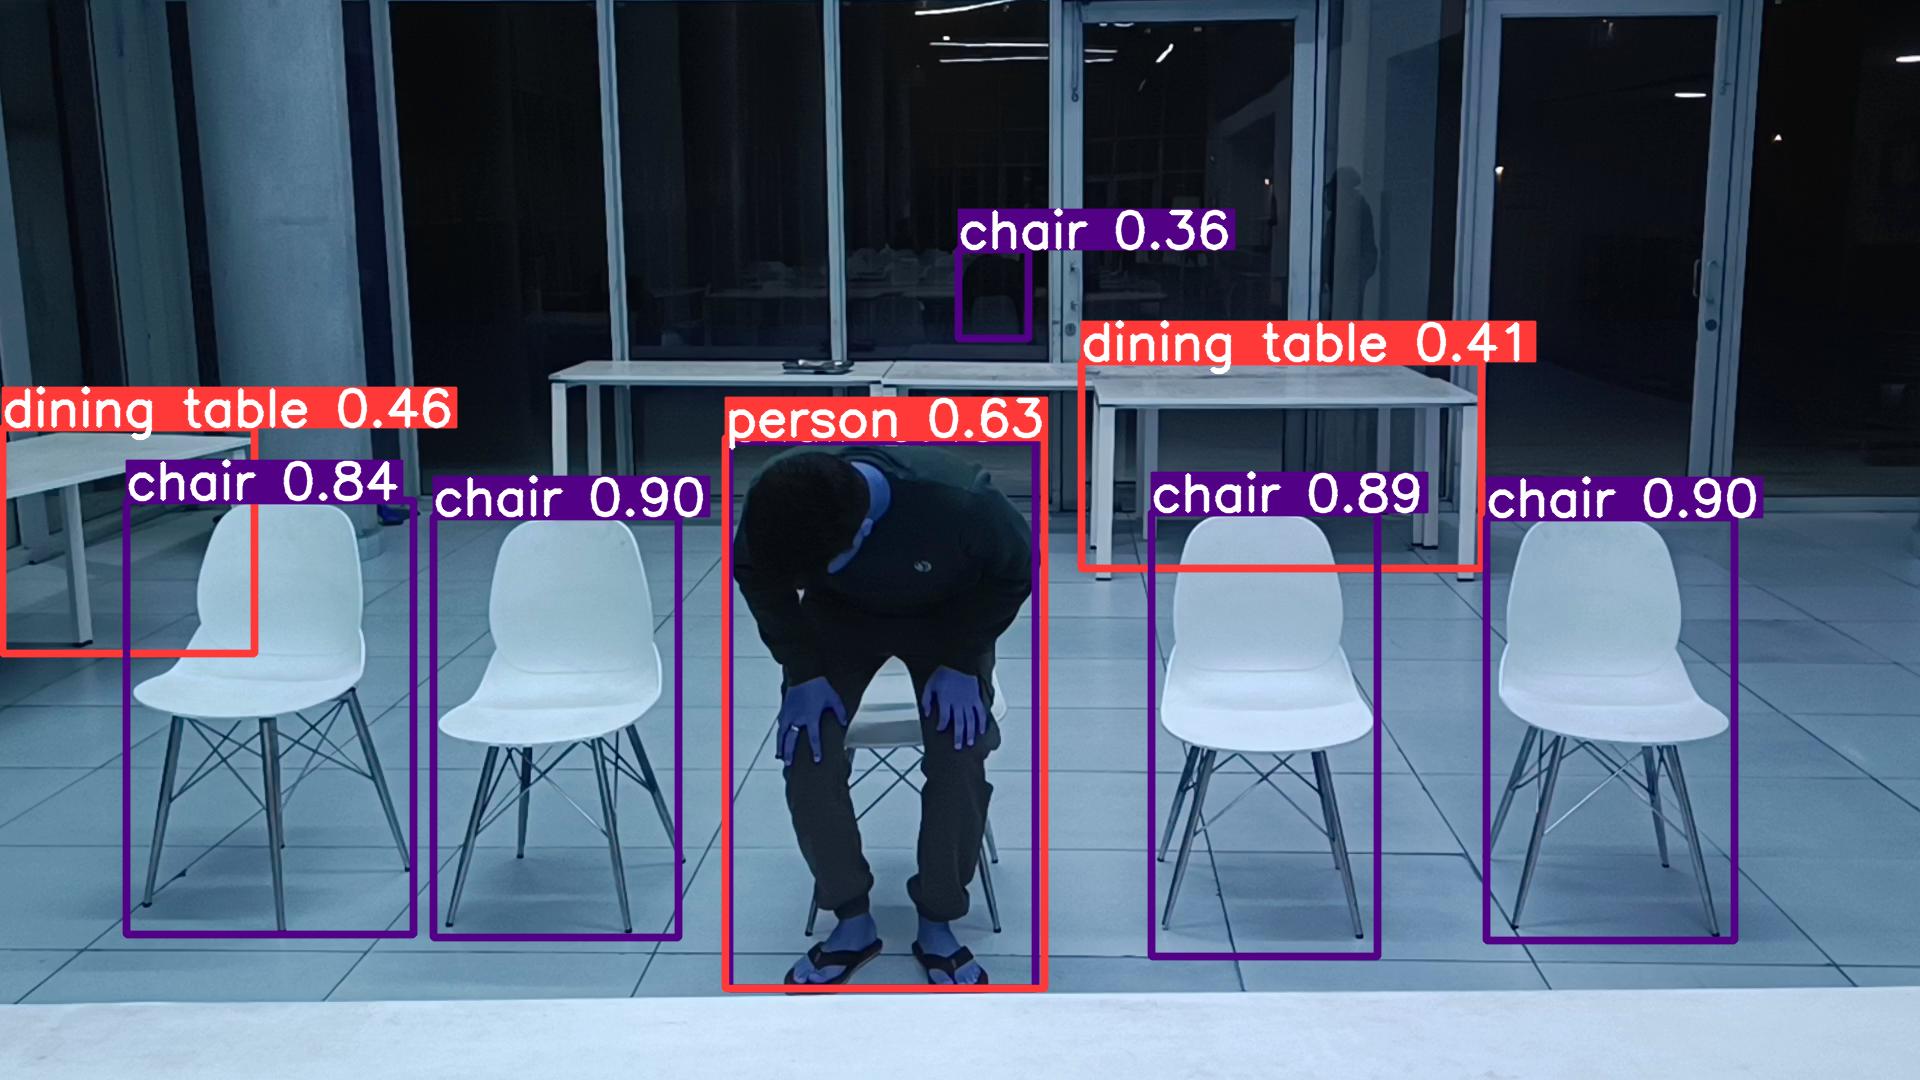 chair 0.36
dining table 0.41
dining table 0.46
person 0.63
chair 0.84
chair 0.90
chair 0.89
chair 0.90